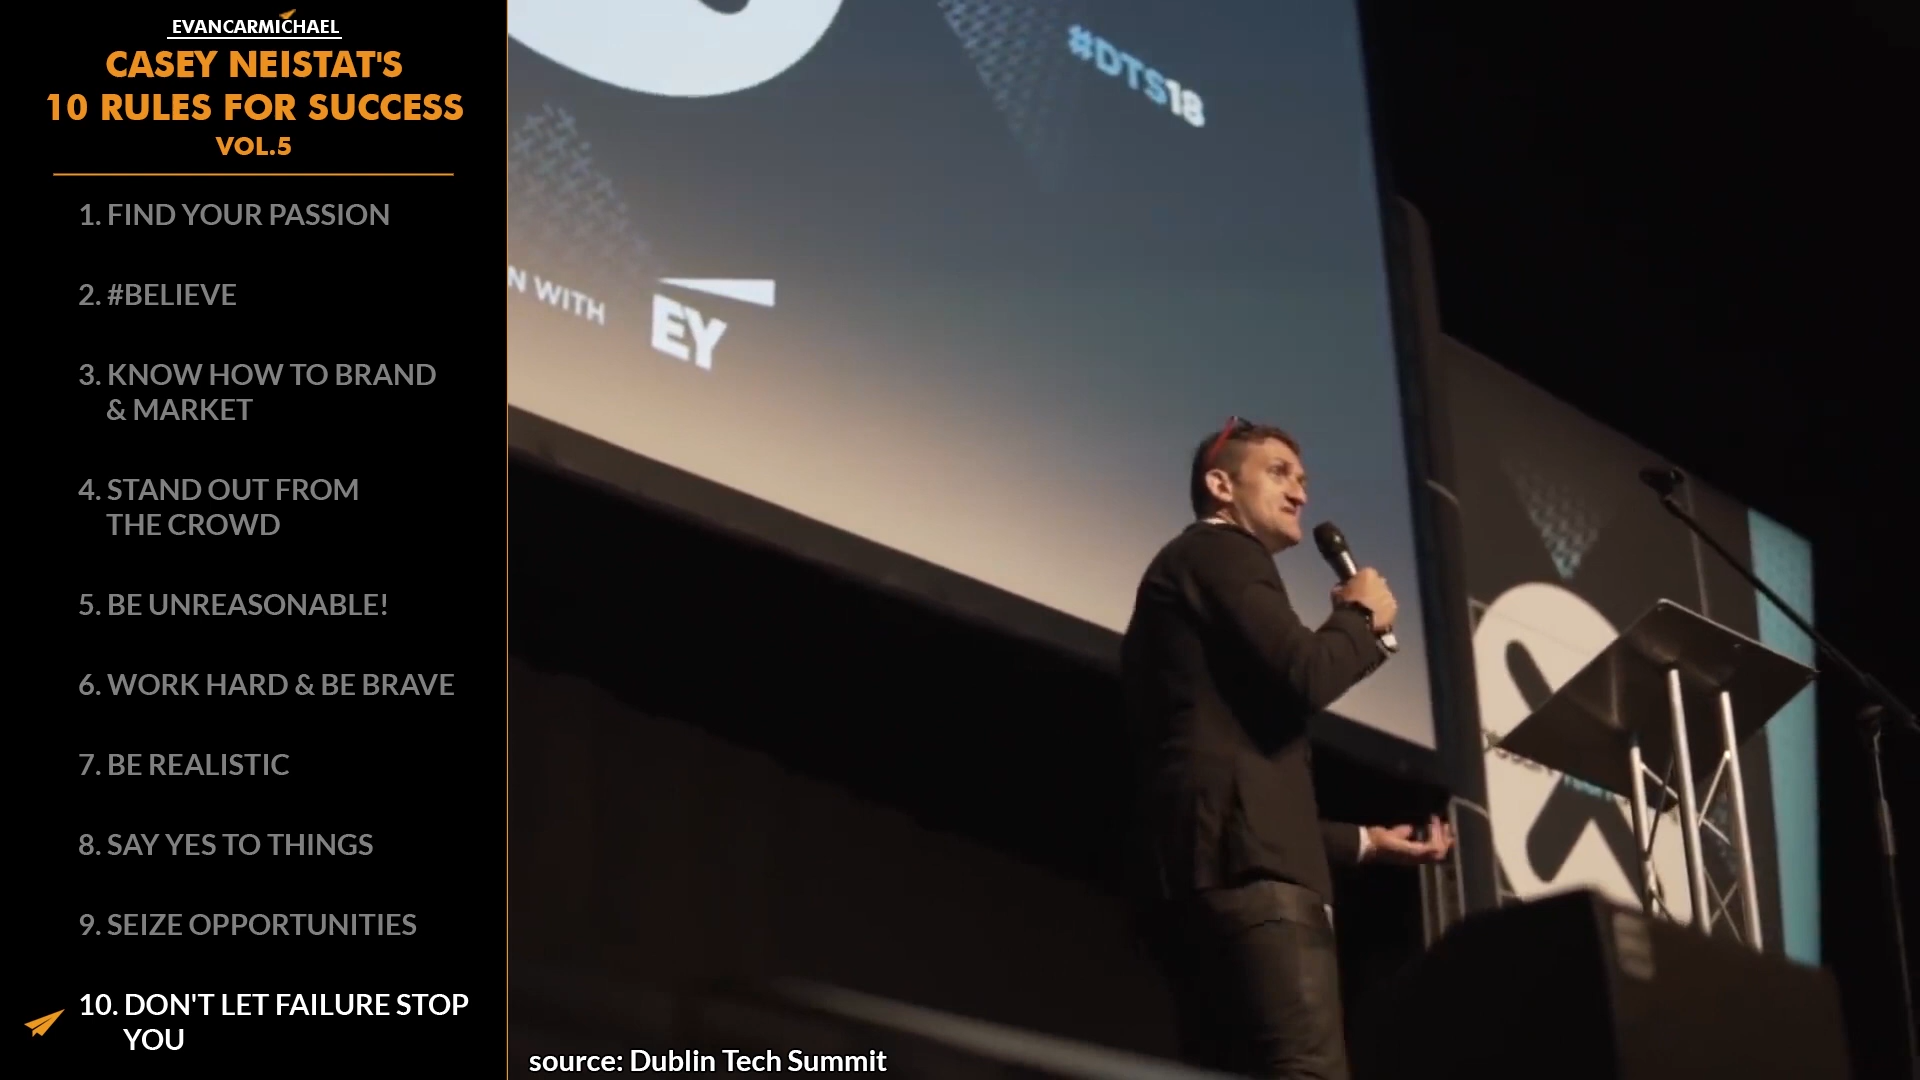 EVANCARMICHAEL
CASEY NEISTAT'S
10 RULES FOR SUCCESS
VOL.5
1. FIND YOUR PASSION
2. #BELIEVE
3. KNOW HOW TO BRAND
& MARKET
4. STAND OUT FROM
THE CROWD
5. BE UNREASONABLE!
6. WORK HARD & BE BRAVE
7. BE REALISTIC
8. SAY YES TO THINGS
9. SEIZE OPPORTUNITIES
10. DON'T LET FAILURE STOP
YOU
#DTS18
N WITH
EY
source: Dublin Tech Summit